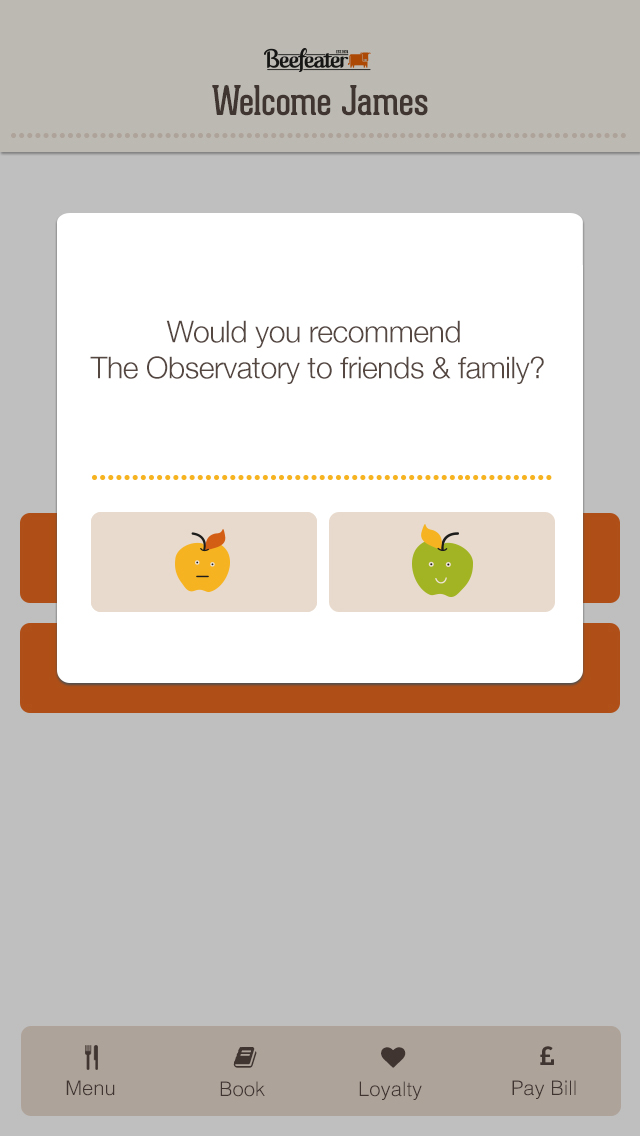 Beefeater
Welcome James
Would you recommend
The Observatory to friends & family?
Menu
Book
Loyalty
£
Pay Bill